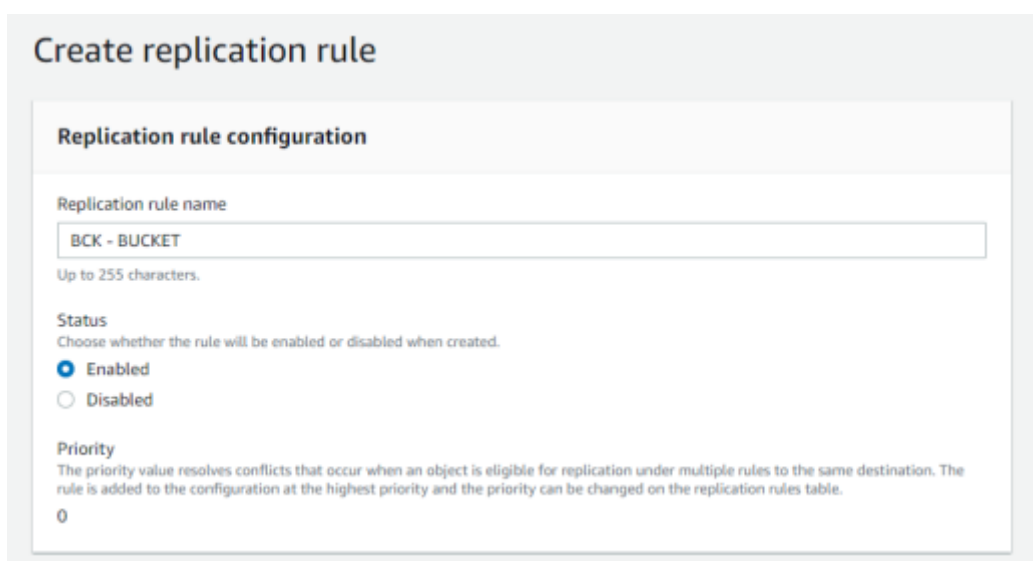 Create replication rule
Replication rule configuration
Replication rule name
BCK - BUCKET
Up to 255 characters.
Status
Choose whether the rule will be enabled or disabled when created.
Enabled
Disabled
Priority
The priority value resolves conflicts that occur when an object is eligible for replication under multiple rules to the same destination. The
rule is added to the configuration at the highest priority and the priority can be changed on the replication rules table.
0